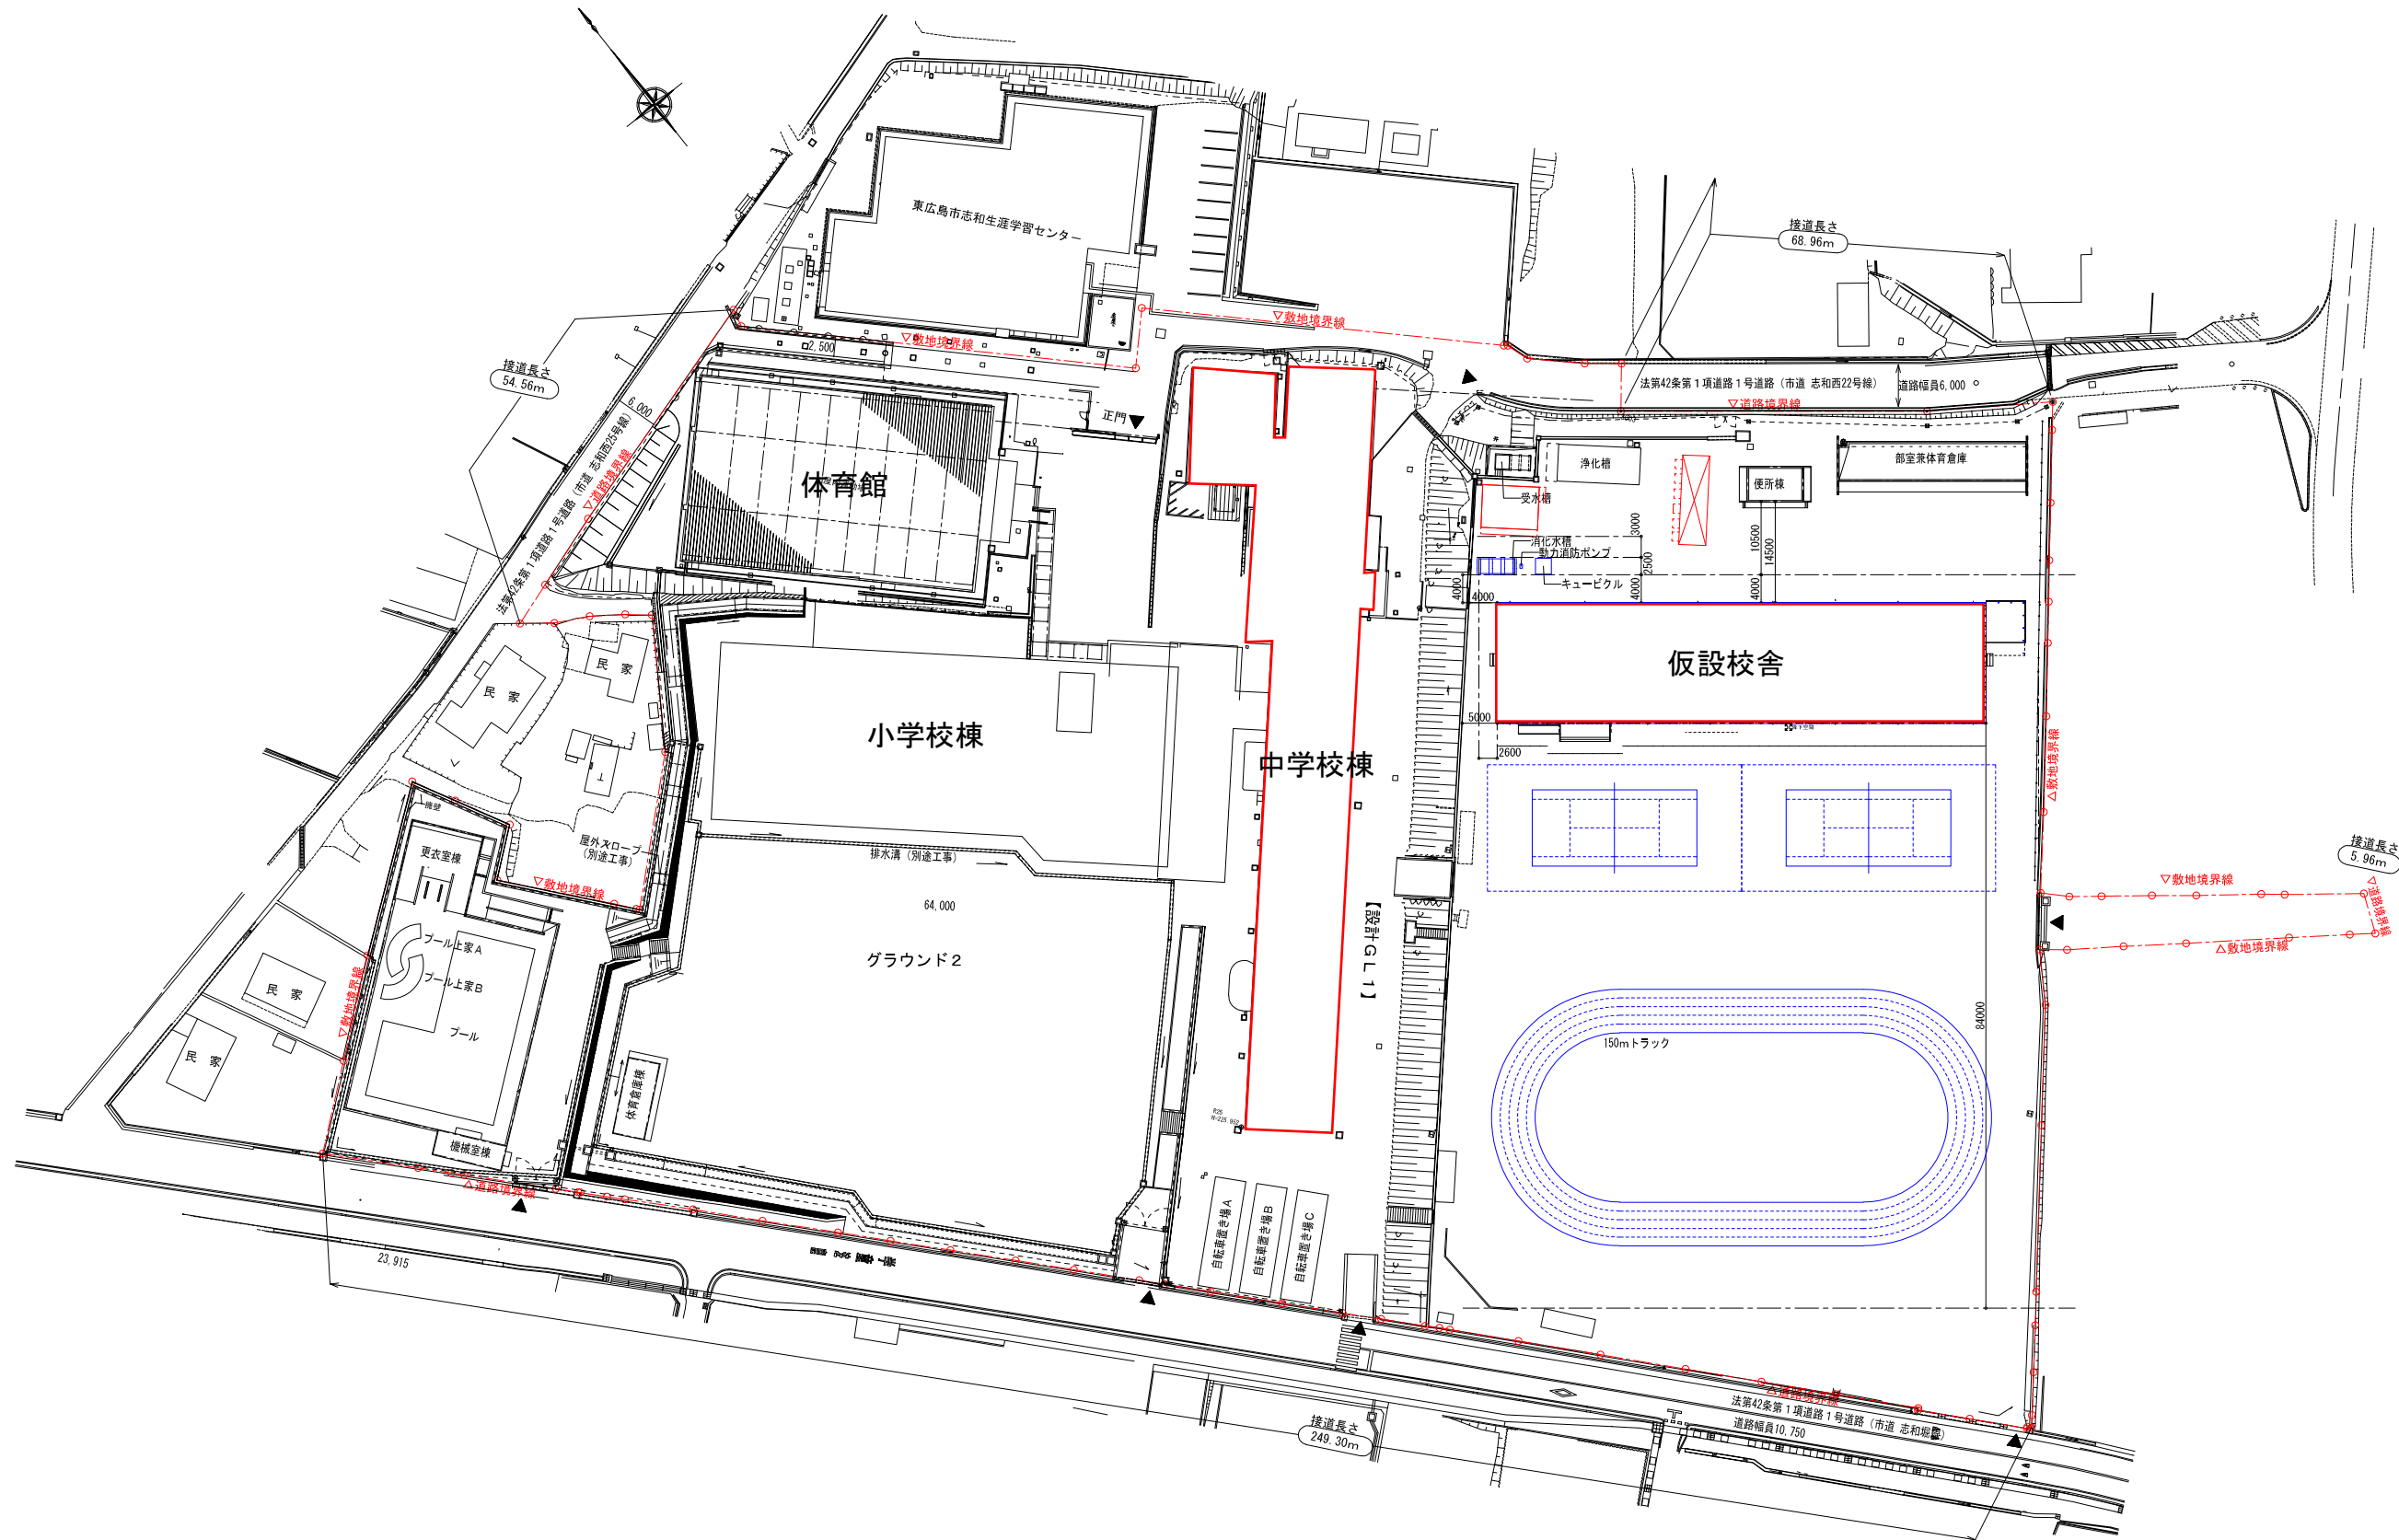 東広島市志和生涯学習センター
接道長さ
68.96m
▽敷地境界線
▽敷地境界線
2,500
接道長さ
54.56m
6,000
法第42条第1項道路1号道路（市道 志和西25号線）
▽道路境界線
正門
体育館
法第42条第1項道路1号道路（市道 志和西22号線）
道路幅員6,000
▽道路境界線
浄化槽
受水槽
便所棟
部室兼体育倉庫
消化水槽
動力消防ポンプ
キュービクル
3000
2500
4000
10500
14500
4000
4000
4000
仮設校舎
5000
2600
民家
民家
小学校棟
中学校棟
△敷地境界線
擁壁
更衣室棟
屋外スロープ
（別途工事）
▽敷地境界線
排水溝（別途工事）
64,000
グラウンド2
【設計GL1】
接道長さ
5.96m
▽敷地境界線
△道路境界線
△敷地境界線
プール上家A
プール上家B
プール
▽敷地境界線
民家
民家
84000
150mトラック
体育倉庫棟
機械室棟
△道路境界線
自転車置き場A
自転車置き場B
自転車置き場C
23,915
接道長さ
249.30m
△道路境界線
法第42条第1項道路1号道路（市道 志和堀線）
道路幅員10,750